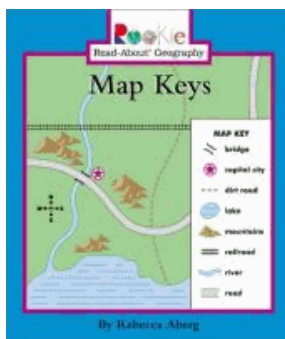 Rookie
Read-About® Geography
Map Keys
MAP KEY
bridge
capital city
dirt road
lake
mountains
railroad
river
road
By Rebecca Aberg